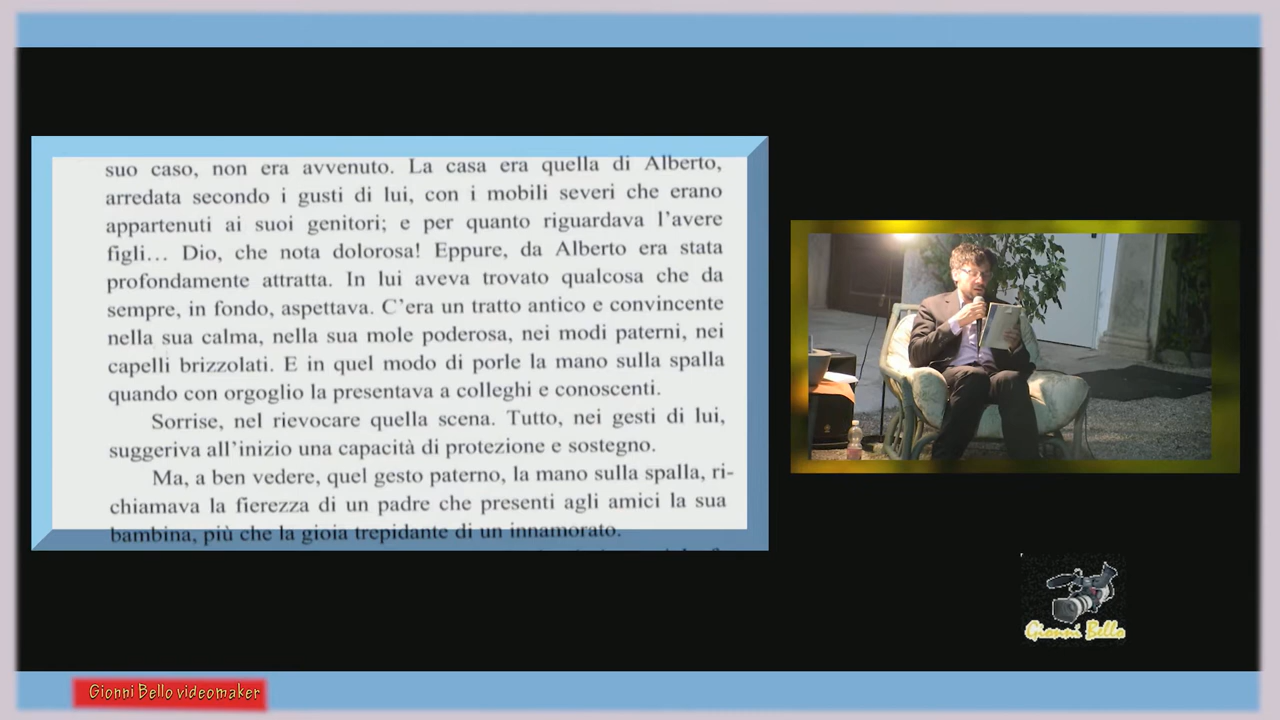 suo caso, non era avvenuto. La casa era quella di Alberto,
arredata secondo i gusti di lui, con i mobili severi che erano
appartenuti ai suoi genitori; e per quanto riguardava l'avere
figli… Dio, che nota dolorosa! Eppure, da Alberto era stata
profondamente attratta. In lui aveva trovato qualcosa che da
sempre, in fondo, aspettava. C'era un tratto antico e convincente
nella sua calma, nella sua mole poderosa, nei modi paterni, nei
capelli brizzolati. E in quel modo di porle la mano sulla spalla
quando con orgoglio la presentava a colleghi e conoscenti.
Sorrise, nel rievocare quella scena. Tutto, nei gesti di lui,
suggeriva all'inizio una capacità di protezione e sostegno.
Ma, a ben vedere, quel gesto paterno, la mano sulla spalla, ri-
chiamava la fierezza di un padre che presenti agli amici la sua
bambina, più che la gioia trepidante di un innamorato.
Gionni Bello
Gionni Bello videomaker